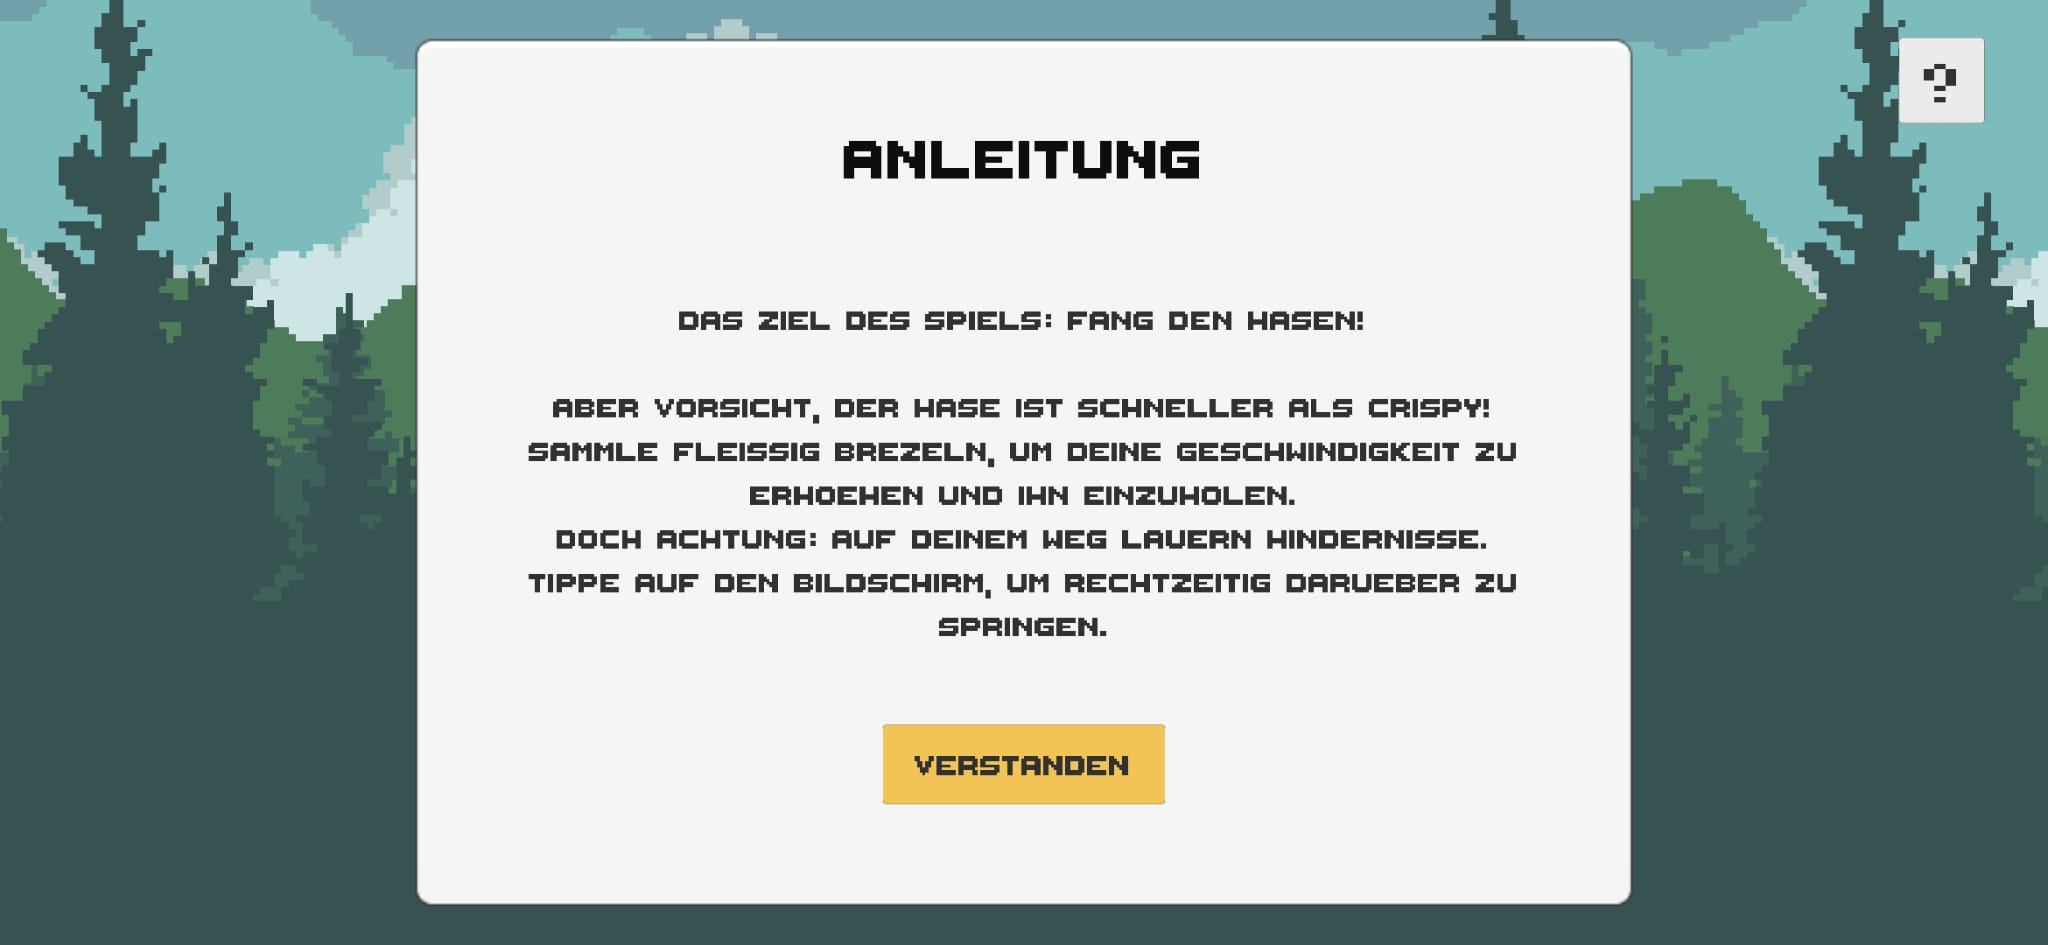 ?
ANLEITUNG
DAS ZIEL DES SPIELS: FANG DEN HASEN!
ABER VORSICHT, DER HASE IST SCHNELLER ALS CRISPY!
SAMMLE FLEISSIG BREZELN, UM DEINE GESCHWINDIGKEIT ZU
ERHOEHEN UND IHN EINZUHOLEN.
DOCH ACHTUNG: AUF DEINEM WEG LAUERN HINDERNISSE.
TIPPE AUF DEN BILDSCHIRM, UM RECHTZEITIG DARUEBER ZU
SPRINGEN.
VERSTANDEN